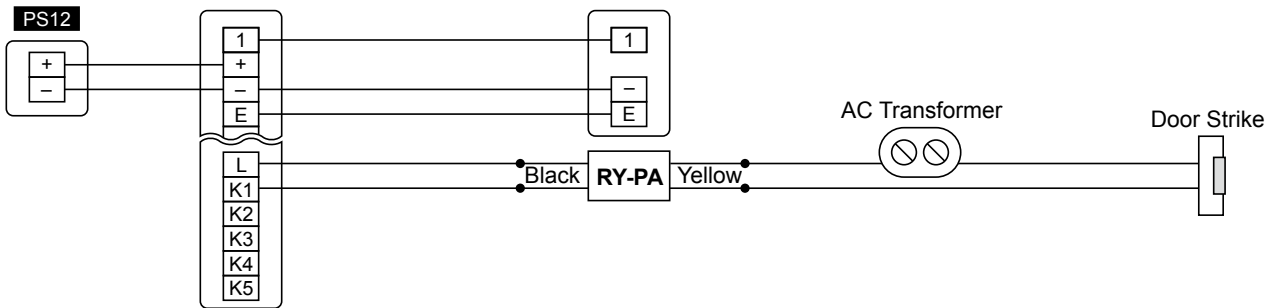 PS12
+
–
1
+
–
E
L
K1
K2
K3
K4
K5
1
–
E
Black
RY-PA
Yellow
AC Transformer
Door Strike